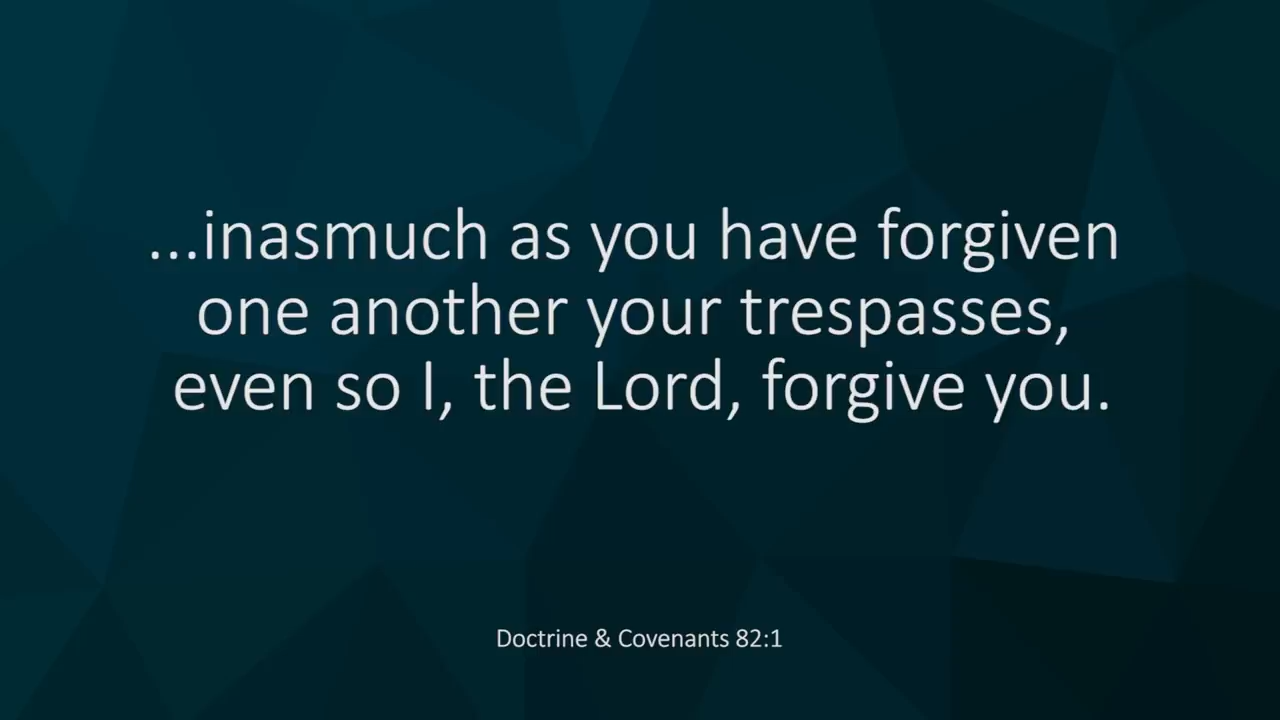 ...inasmuch as you have forgiven
one another your trespasses,
even so I, the Lord, forgive you.
Doctrine & Covenants 82:1